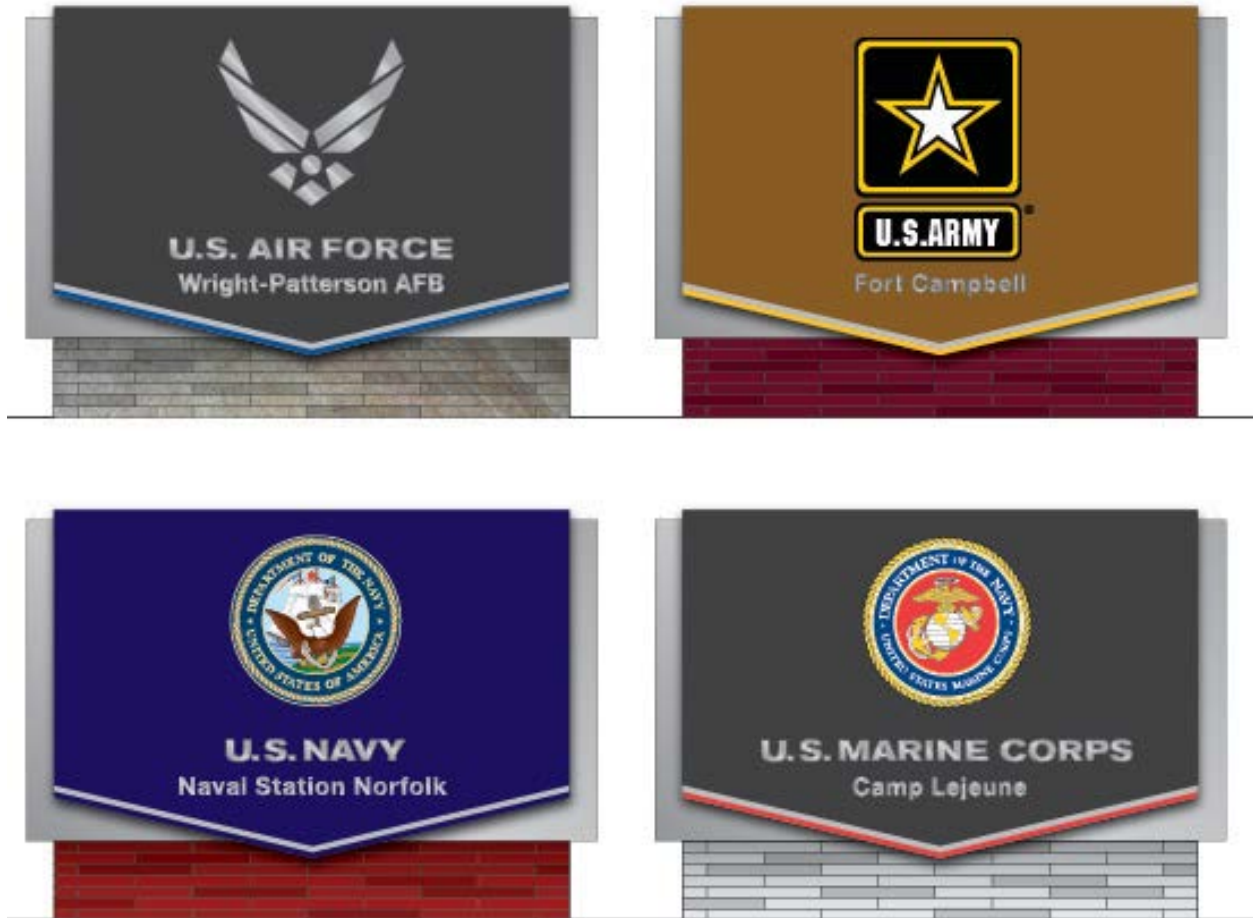 U.S. AIR FORCE
Wright-Patterson AFB
U.S.ARMY
Fort Campbell
DEPARTMENT OF THE NAVY
UNITED STATES OF AMERICA
U.S. NAVY
Naval Station Norfolk
DEPARTMENT OF THE NAVY
UNITED STATES MARINE CORPS
U.S. MARINE CORPS
Camp Lejeune